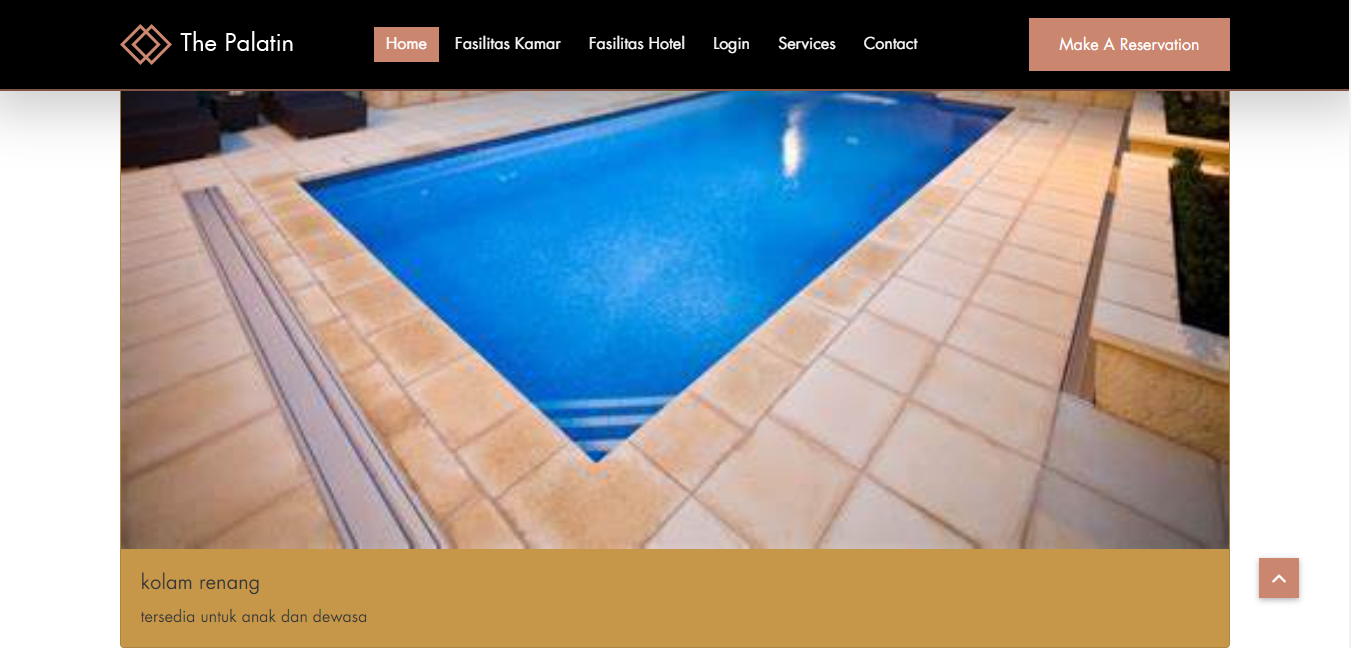 The Palatin
Home Fasilitas Kamar Fasilitas Hotel Login Services Contact
Make A Reservation
kolam renang
tersedia untuk anak dan dewasa